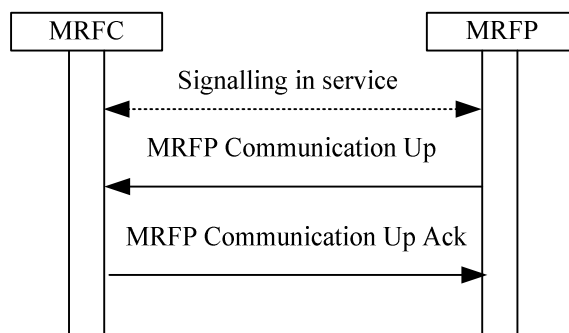 MRFC
MRFP
Signalling in service
MRFP Communication Up
MRFP Communication Up Ack